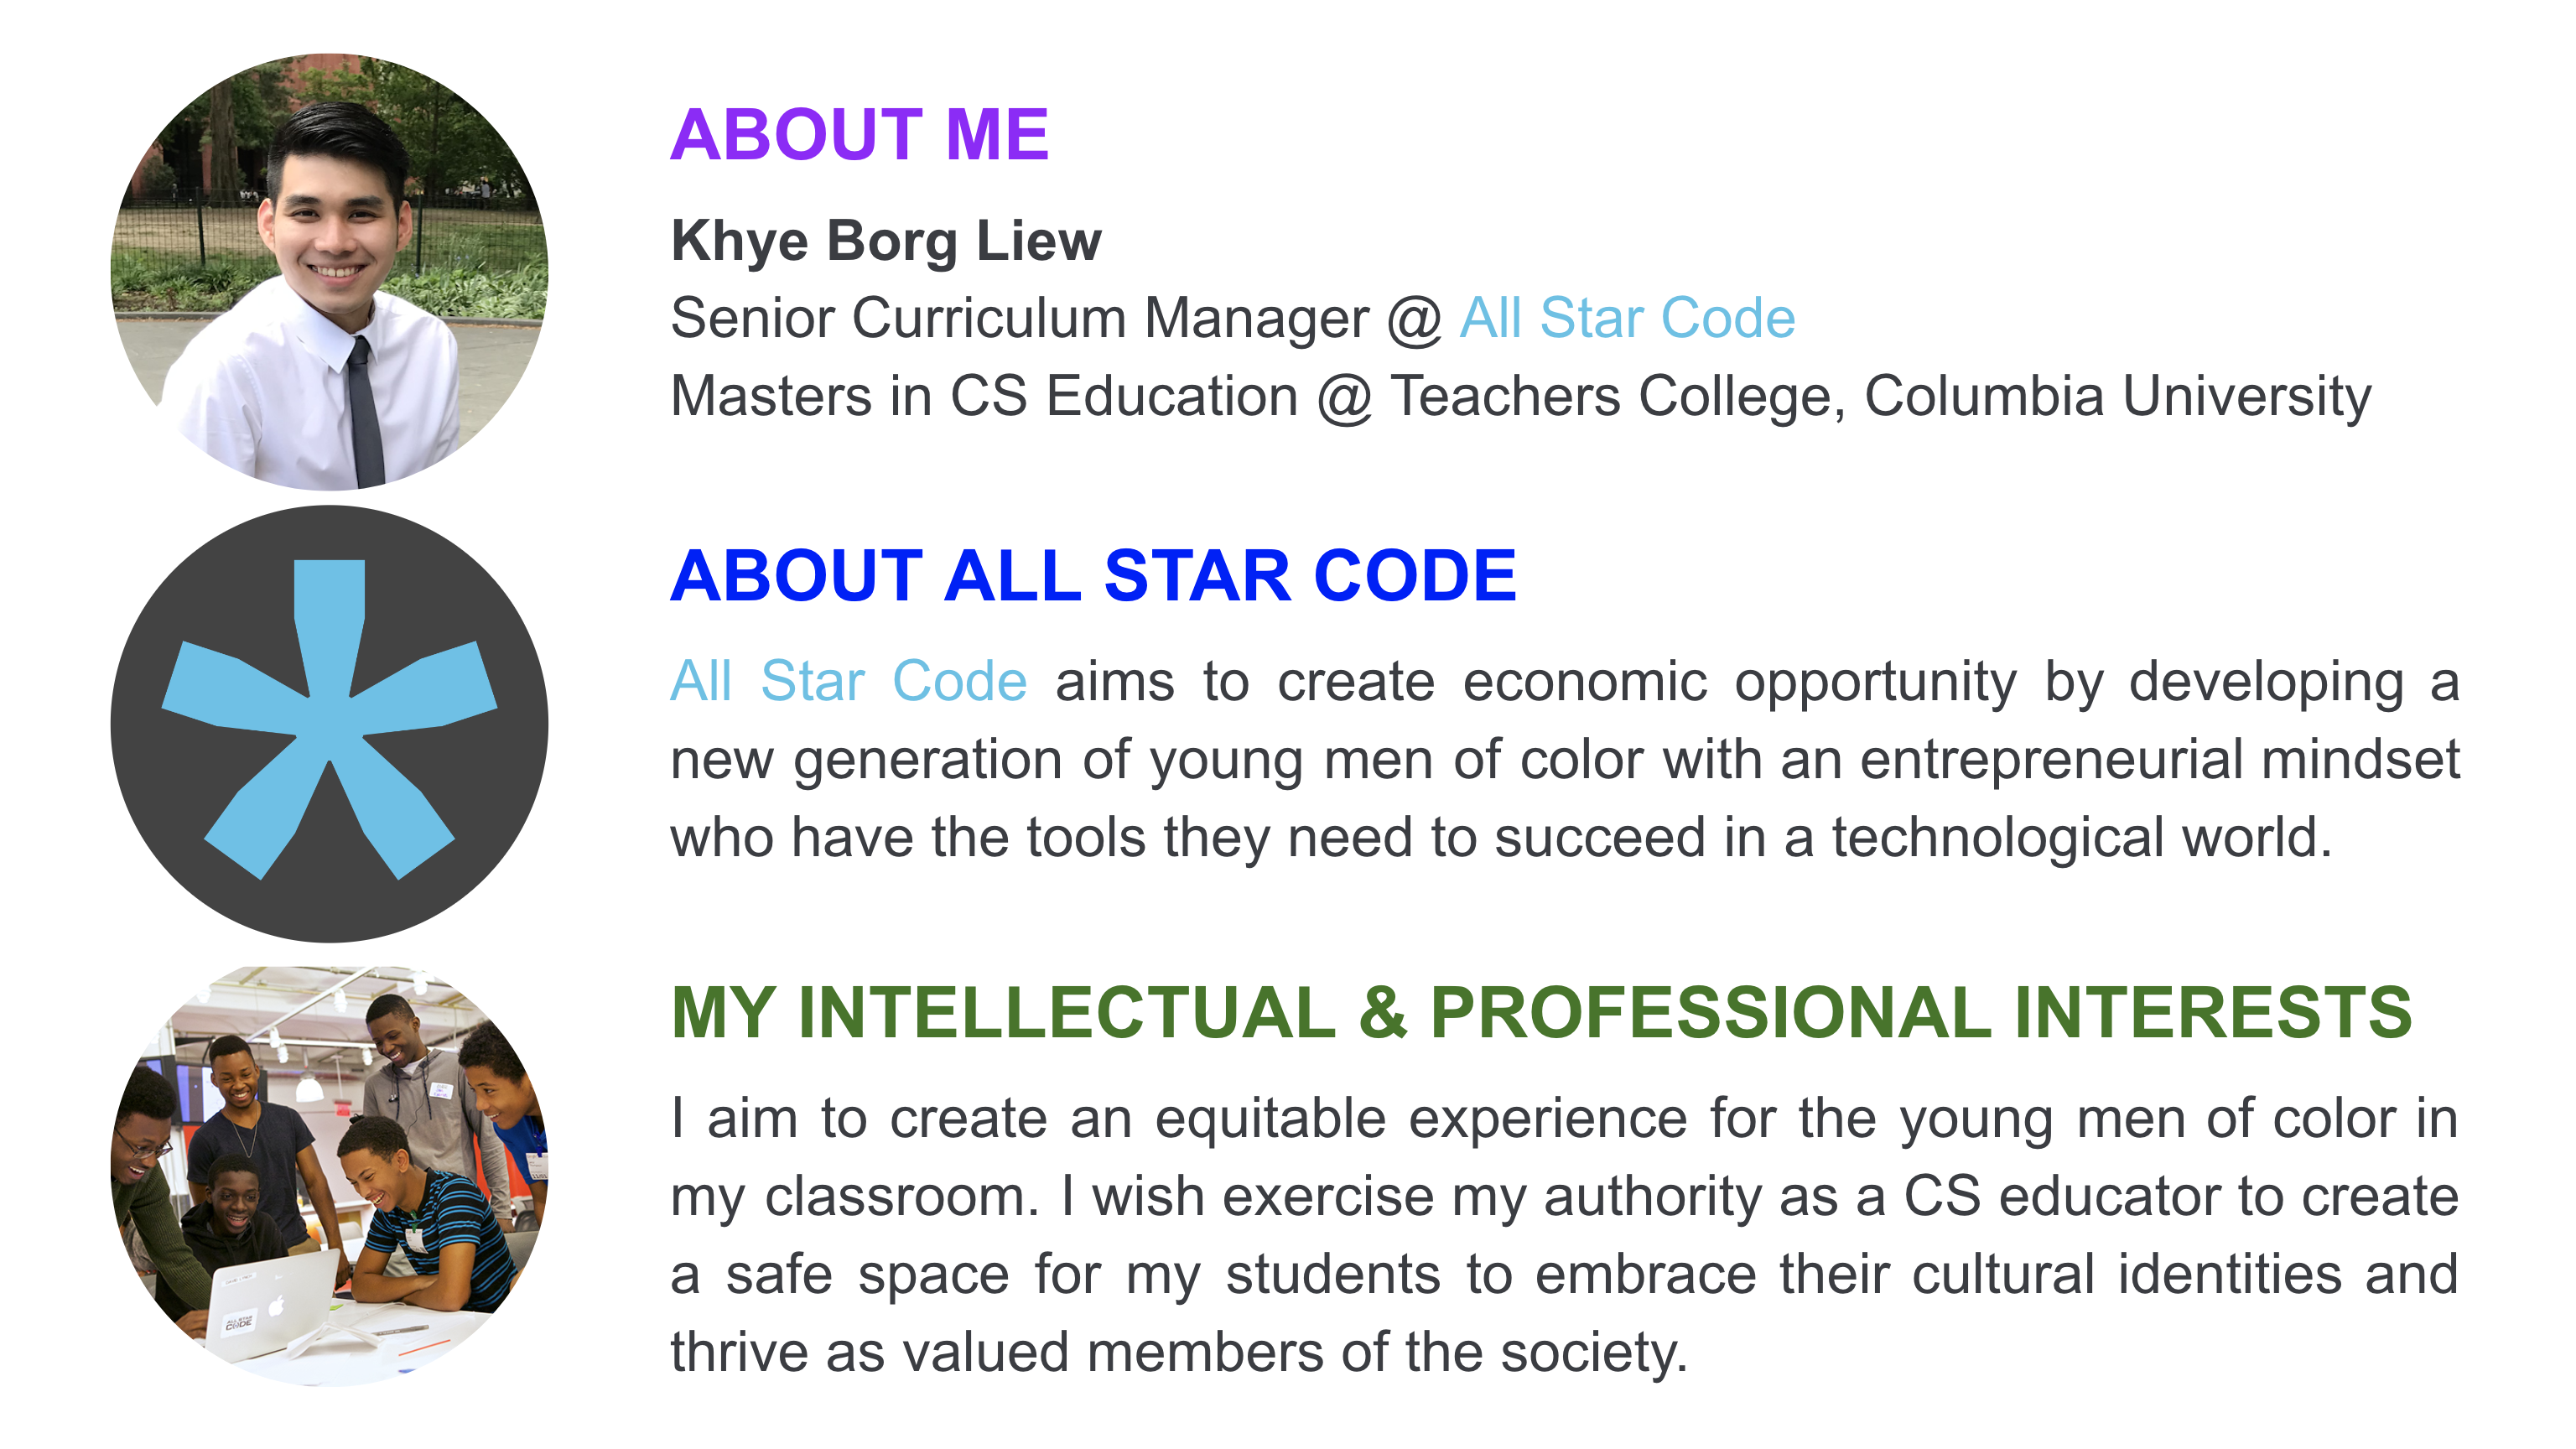 ABOUT ME
Khye Borg Liew
Senior Curriculum Manager @ All Star Code
Masters in CS Education @ Teachers College, Columbia University
ABOUT ALL STAR CODE
All Star Code aims to create economic opportunity by developing a
new generation of young men of color with an entrepreneurial mindset
who have the tools they need to succeed in a technological world.
MY INTELLECTUAL & PROFESSIONAL INTERESTS
I aim to create an equitable experience for the young men of color in
my classroom. I wish exercise my authority as a CS educator to create
a safe space for my students to embrace their cultural identities and
thrive as valued members of the society.
ALL STAR
CODE